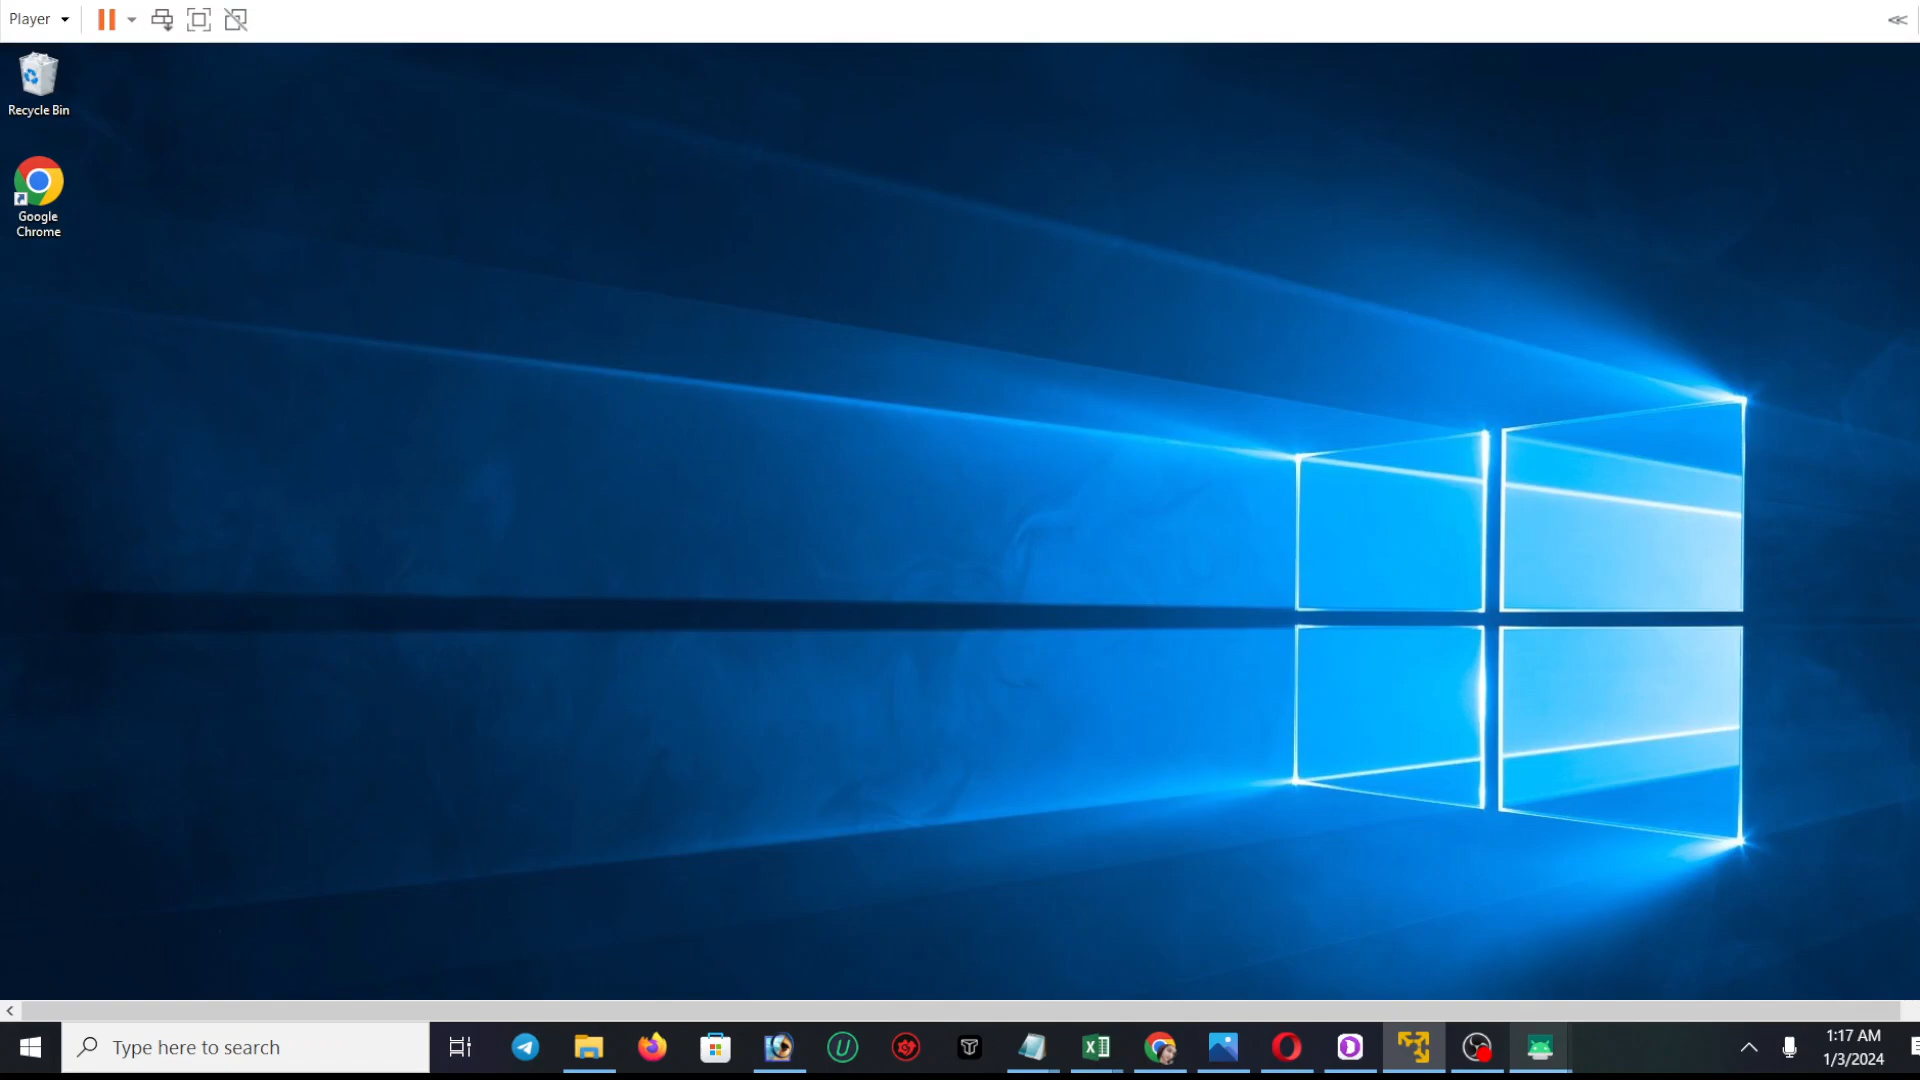 Player
Recycle Bin
Google
Chrome
Type here to search
1:17 AM
1/3/2024